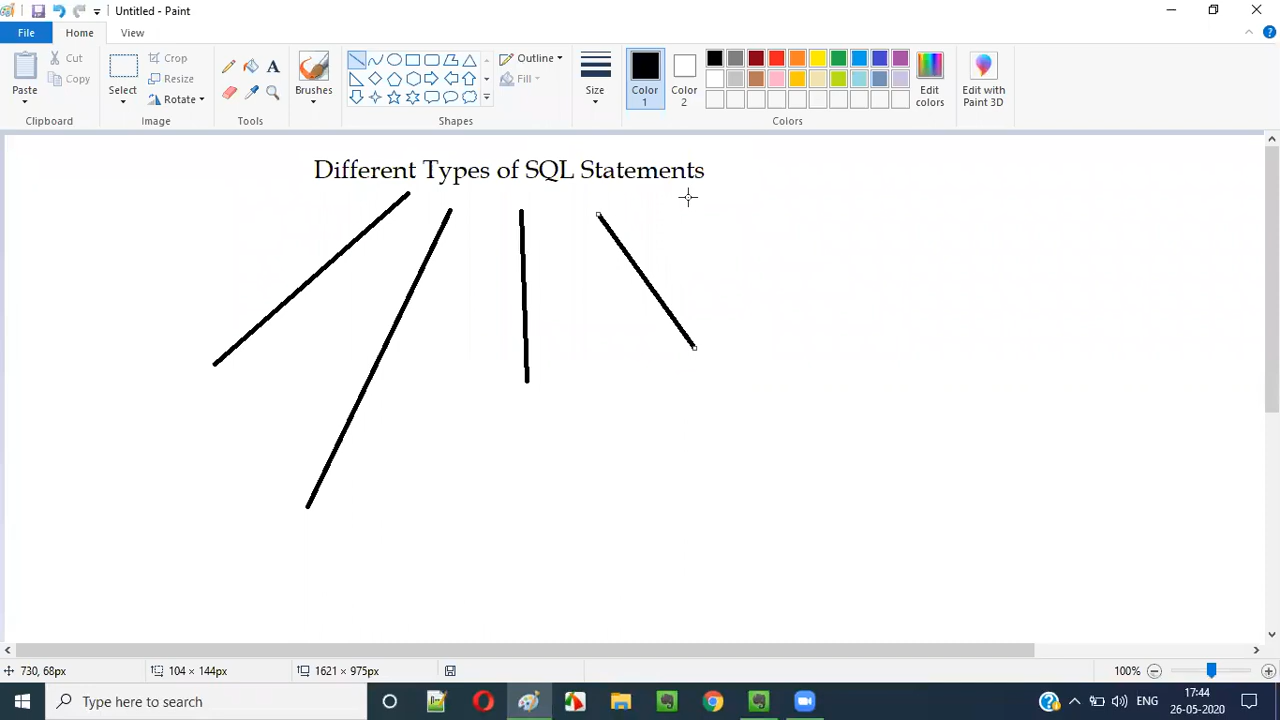 Untitled - Paint
File
Home
View
Paste
Cut
Copy
Clipboard
Select
Crop
Resize
Rotate
Image
A
Tools
Brushes
Shapes
Outline
Fill
Size
Color 1
Color 2
Edit colors
Colors
Edit with Paint 3D
Different Types of SQL Statements
730, 68px
104 × 144px
1621 × 975px
100%
Type here to search
ENG
17:44
26-05-2020